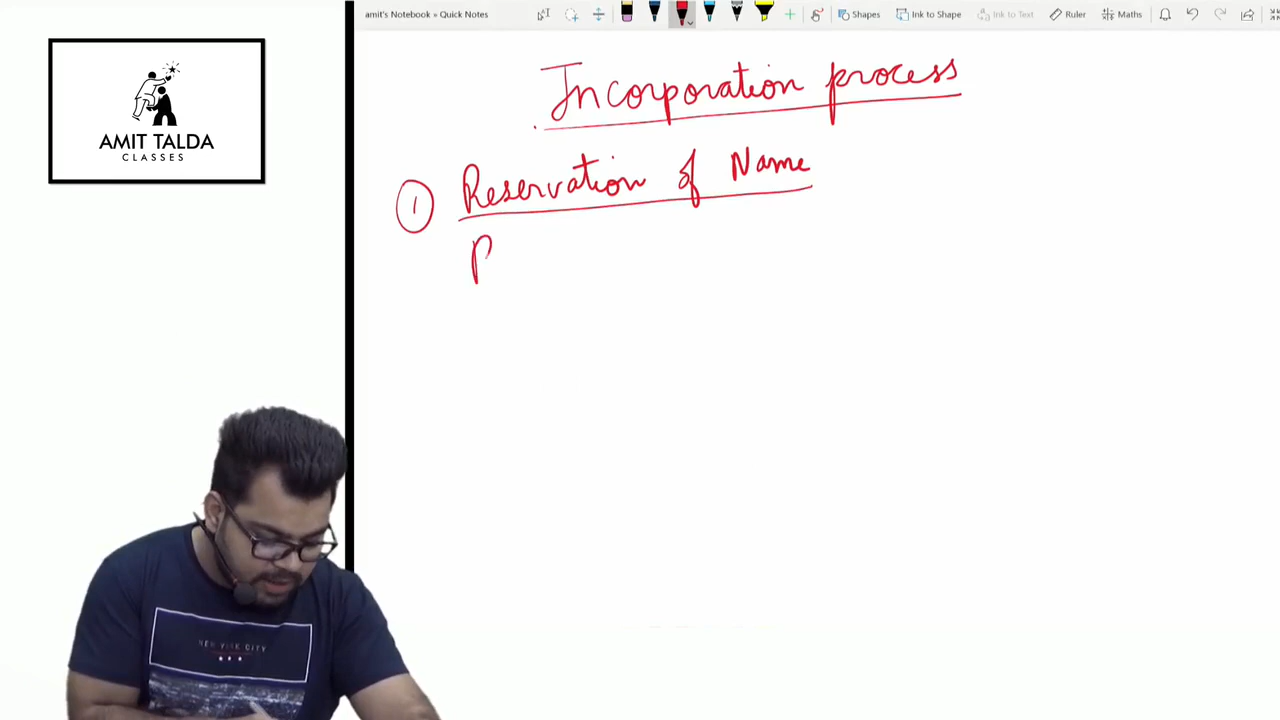 amit's Notebook » Quick Notes
Shapes
Ink to Shape
Ink to Text
Ruler
Maths
AMIT TALDA
CLASSES
Incorporation process
① Reservation of Name
P
NEW YORK CITY